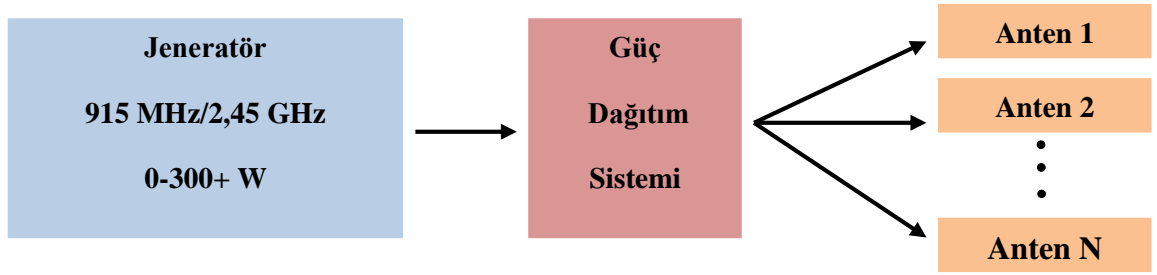 Jeneratör
915 MHz/2,45 GHz
0-300+ W
Güç
Dağıtım
Sistemi
Anten 1
Anten 2
Anten N